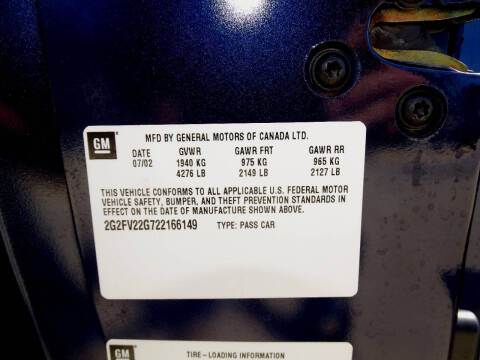 GM
MFD BY GENERAL MOTORS OF CANADA LTD.
DATE GVWR GAWR FRT GAWR RR
07/02 1940 KG 975 KG 965 KG
4276 LB 2149 LB 2127 LB
THIS VEHICLE CONFORMS TO ALL APPLICABLE U.S. FEDERAL MOTOR
VEHICLE SAFETY, BUMPER, AND THEFT PREVENTION STANDARDS IN
EFFECT ON THE DATE OF MANUFACTURE SHOWN ABOVE.
2G2FV22G722166149 TYPE: PASS CAR
GM
TIRE-LOADING INFORMATION